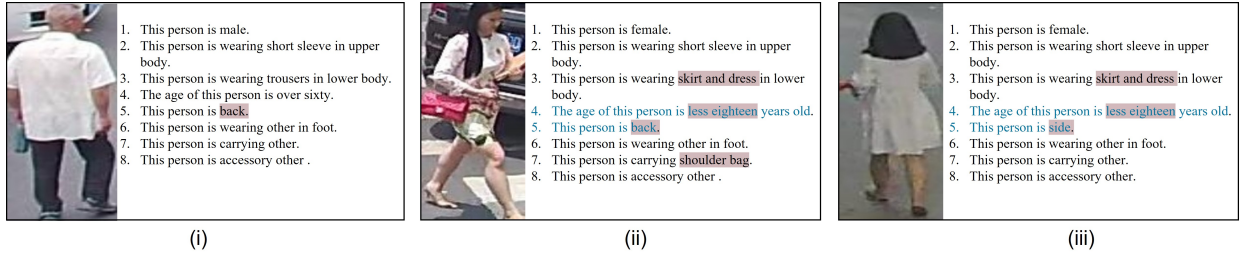 1. This person is male.
2. This person is wearing short sleeve in upper
body.
3. This person is wearing trousers in lower body.
4. The age of this person is over sixty.
5. This person is back.
6. This person is wearing other in foot.
7. This person is carrying other.
8. This person is accessory other .
(i)
1. This person is female.
2. This person is wearing short sleeve in upper
body.
3. This person is wearing skirt and dress in lower
body.
4. The age of this person is less eighteen years old.
5. This person is back.
6. This person is wearing other in foot.
7. This person is carrying shoulder bag.
8. This person is accessory other .
(ii)
1. This person is female.
2. This person is wearing short sleeve in upper
body.
3. This person is wearing skirt and dress in lower
body.
4. The age of this person is less eighteen years old.
5. This person is side.
6. This person is wearing other in foot.
7. This person is carrying other.
8. This person is accessory other.
(iii)